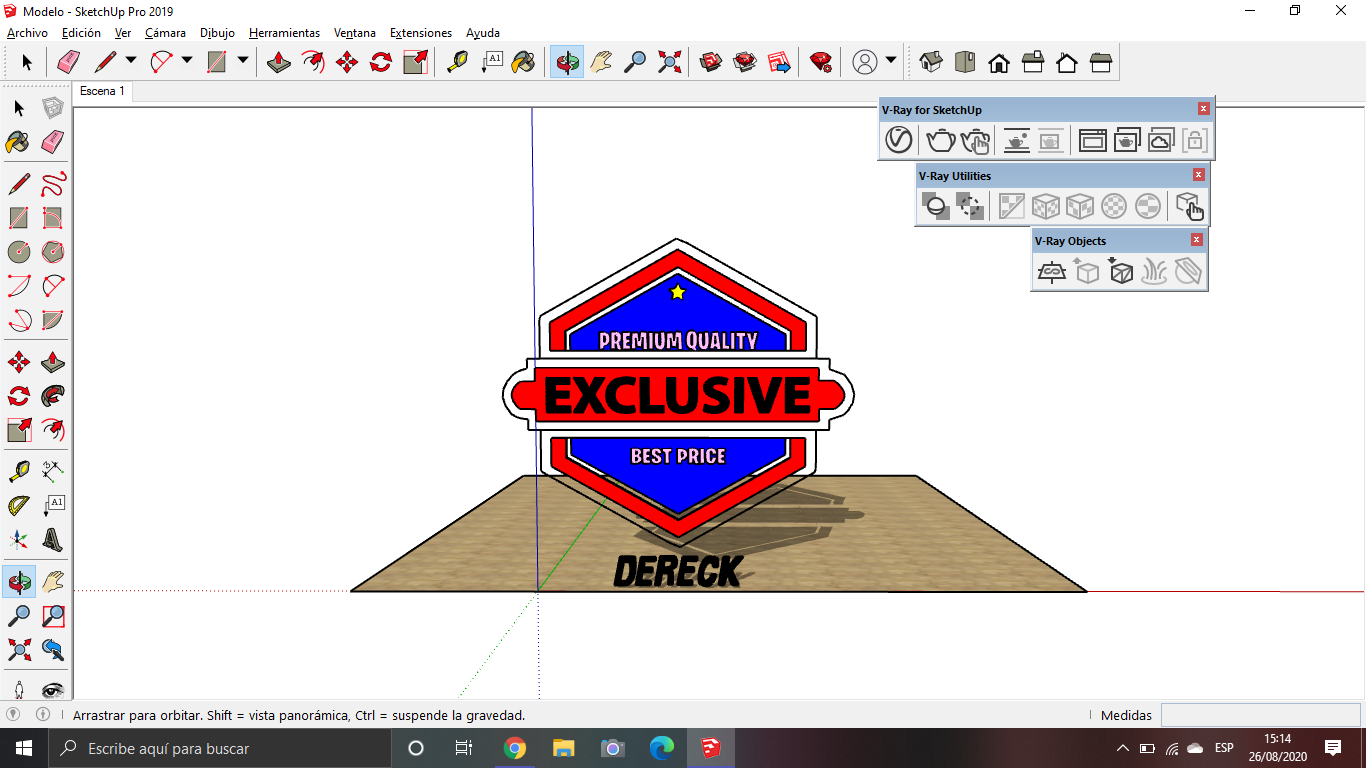 Modelo - SketchUp Pro 2019
Archivo Edición Ver Cámara Dibujo Herramientas Ventana Extensiones Ayuda
A1
Escena 1
V-Ray for SketchUp
V-Ray Utilities
V-Ray Objects
A1
PREMIUM QUALITY
EXCLUSIVE
BEST PRICE
DERECK
Arrastrar para orbitar. Shift = vista panorámica, Ctrl = suspende la gravedad.
Medidas
Escribe aquí para buscar
ESP
15:14
26/08/2020